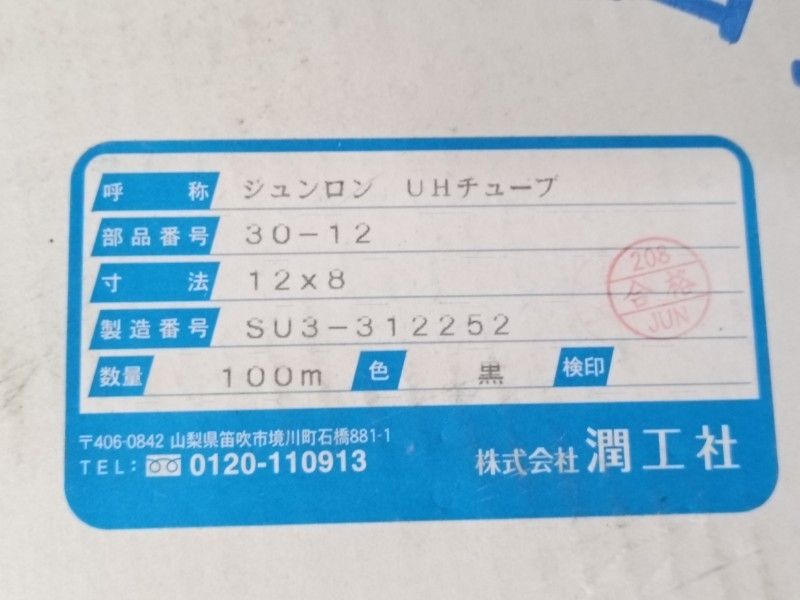 呼称 ジュンロン UHチューブ
部品番号 30-12
寸法 12x8
製造番号 SU3-312252
数量 100m 色 黒 検印
208
合格
JUN
〒406-0842 山梨県笛吹市境川町石橋881-1
TEL: 0120-110913
株式会社 潤工社